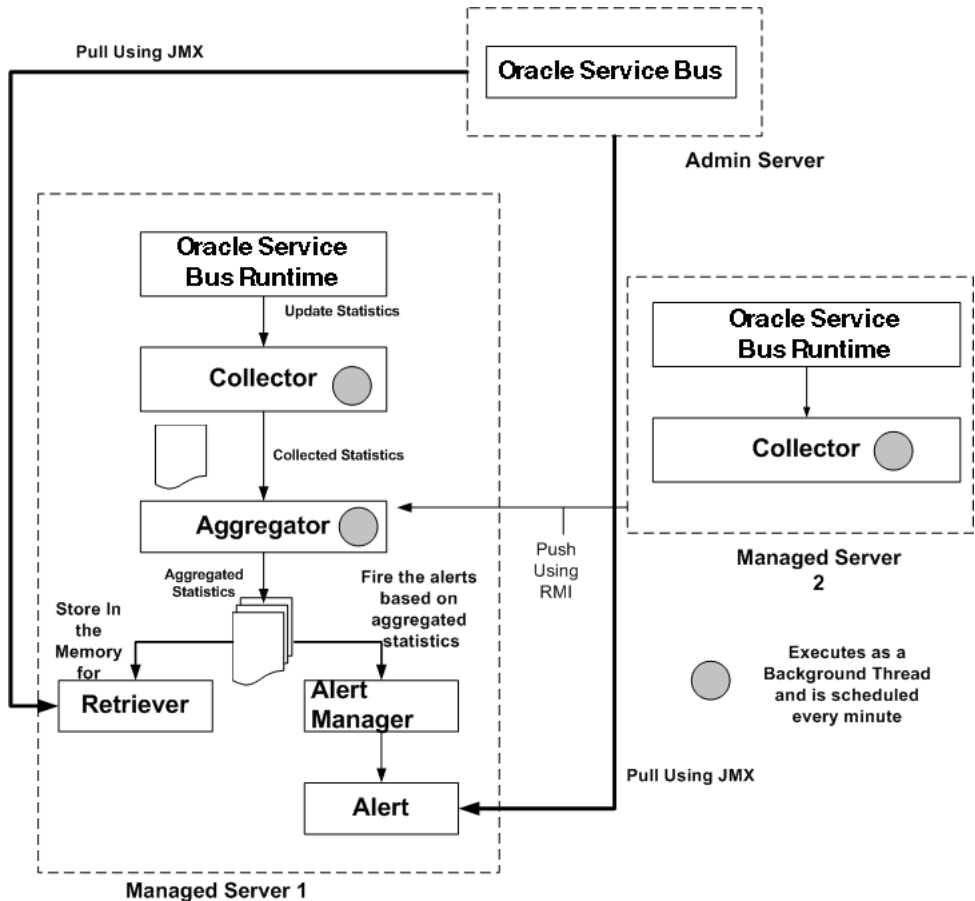 Pull Using JMX
Oracle Service Bus
Admin Server
Oracle Service
Bus Runtime
Update Statistics
Collector
Collected Statistics
Aggregator
Aggregated
Statistics
Fire the alerts
based on
aggregated
statistics
Store In
the
Memory
for
Retriever
Alert
Manager
Alert
Managed Server 1
Oracle Service
Bus Runtime
Collector
Managed Server
2
Push
Using
RMI
Executes as a
Background Thread
and is scheduled
every minute
Pull Using JMX